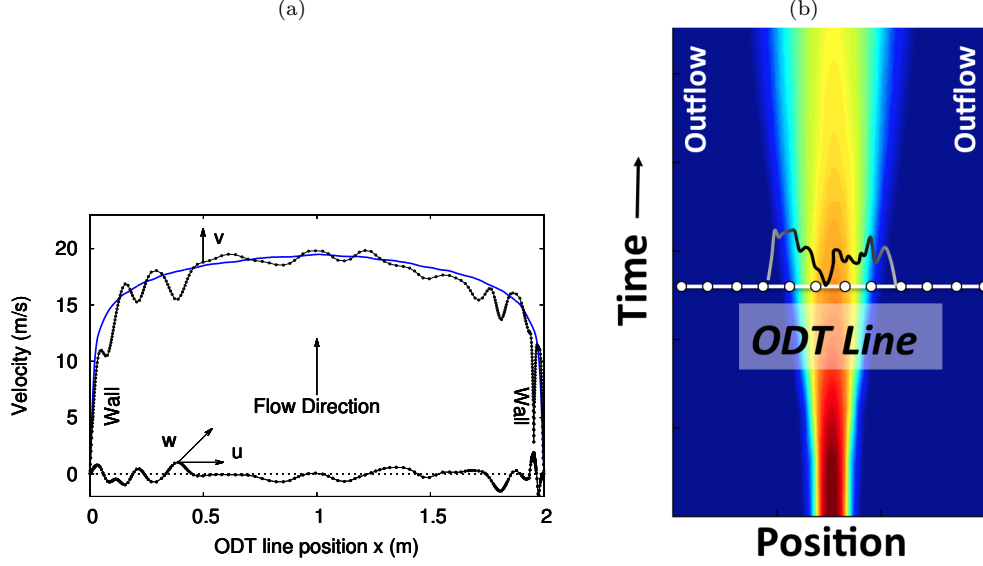 (a)
20
15
10
5
0
Velocity (m/s)
v
Wall
Flow Direction
Wall
w
u
0
0.5
1
1.5
2
ODT line position x (m)
(b)
Outflow
Outflow
Time
ODT Line
Position